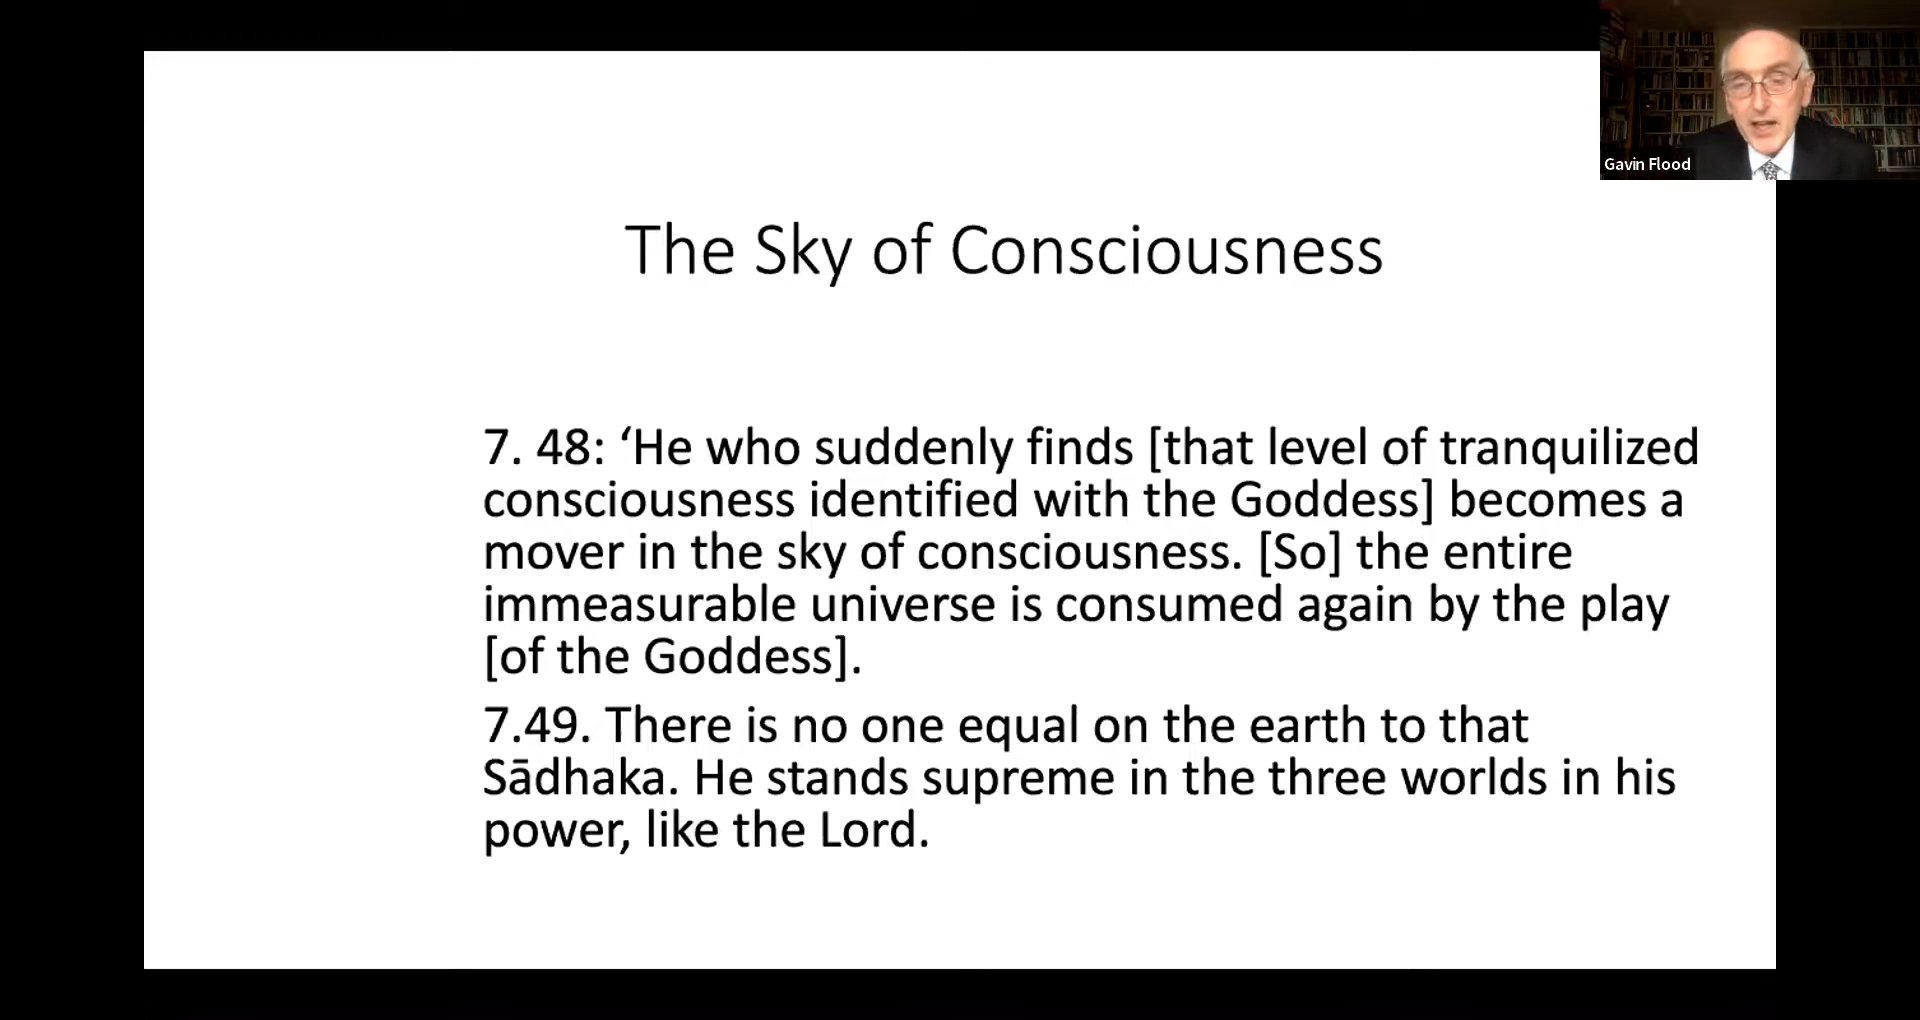 Gavin Flood
The Sky of Consciousness
7. 48: ‘He who suddenly finds [that level of tranquilized
consciousness identified with the Goddess] becomes a
mover in the sky of consciousness. [So] the entire
immeasurable universe is consumed again by the play
[of the Goddess].
7.49. There is no one equal on the earth to that
Sādhaka. He stands supreme in the three worlds in his
power, like the Lord.